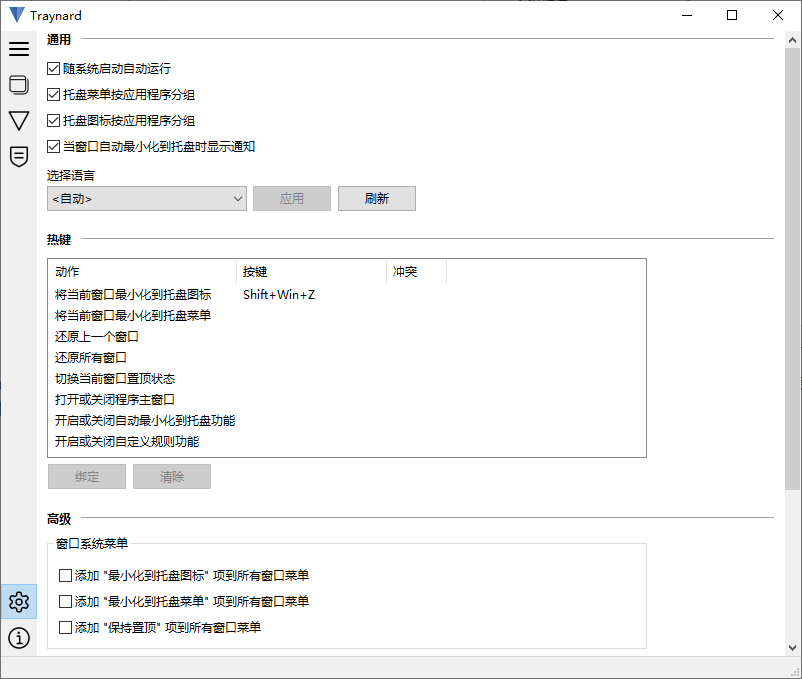 Traynard
通用
随系统启动自动运行
托盘菜单按应用程序分组
托盘图标按应用程序分组
当窗口自动最小化到托盘时显示通知
选择语言
<自动> 应用 刷新
热键
动作 按键 冲突
将当前窗口最小化到托盘图标 Shift+Win+Z
将当前窗口最小化到托盘菜单
还原上一个窗口
还原所有窗口
切换当前窗口置顶状态
打开或关闭程序主窗口
开启或关闭自动最小化到托盘功能
开启或关闭自定义规则功能
绑定 清除
高级
窗口系统菜单
添加 "最小化到托盘图标" 项到所有窗口菜单
添加 "最小化到托盘菜单" 项到所有窗口菜单
添加 "保持置顶" 项到所有窗口菜单